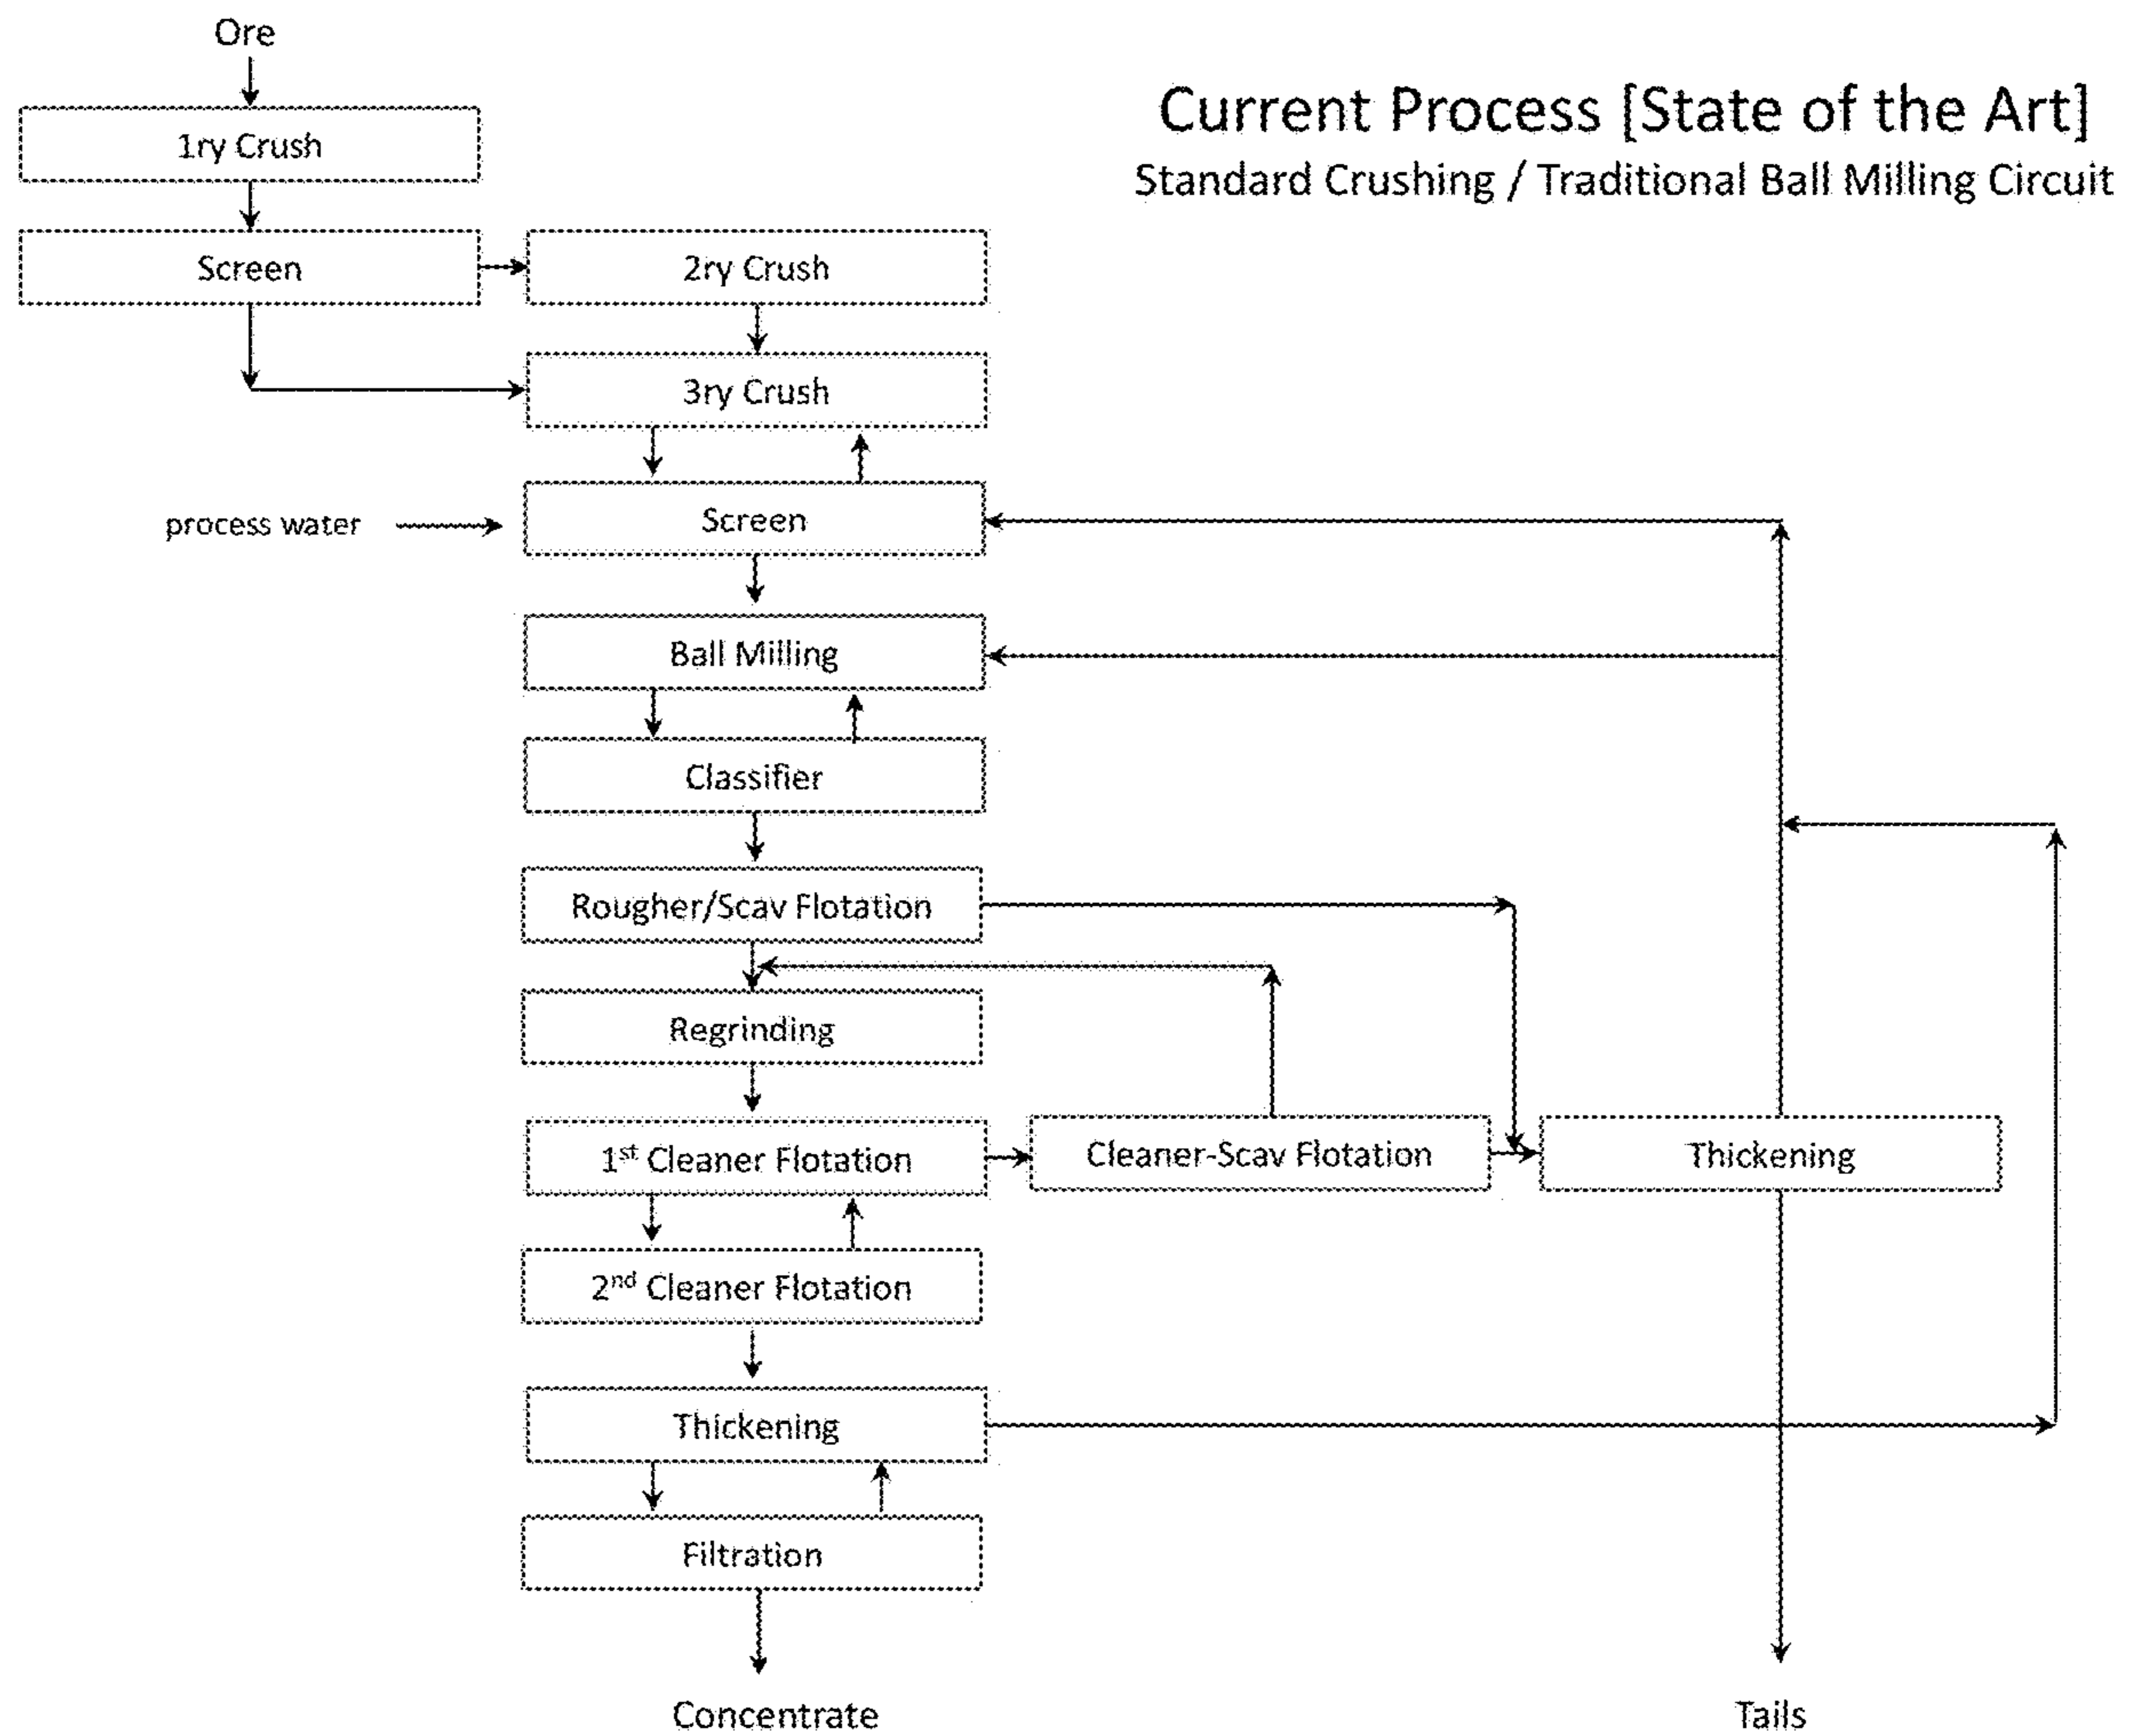 Ore
Current Process [State of the Art]
Standard Crushing / Traditional Ball Milling Circuit
1ry Crush
Screen
2ry Crush
3ry Crush
process water
Screen
Ball Milling
Classifier
Rougher/Scav Flotation
Regrinding
1st Cleaner Flotation
Cleaner-Scav Flotation
Thickening
2nd Cleaner Flotation
Thickening
Filtration
Concentrate
Tails